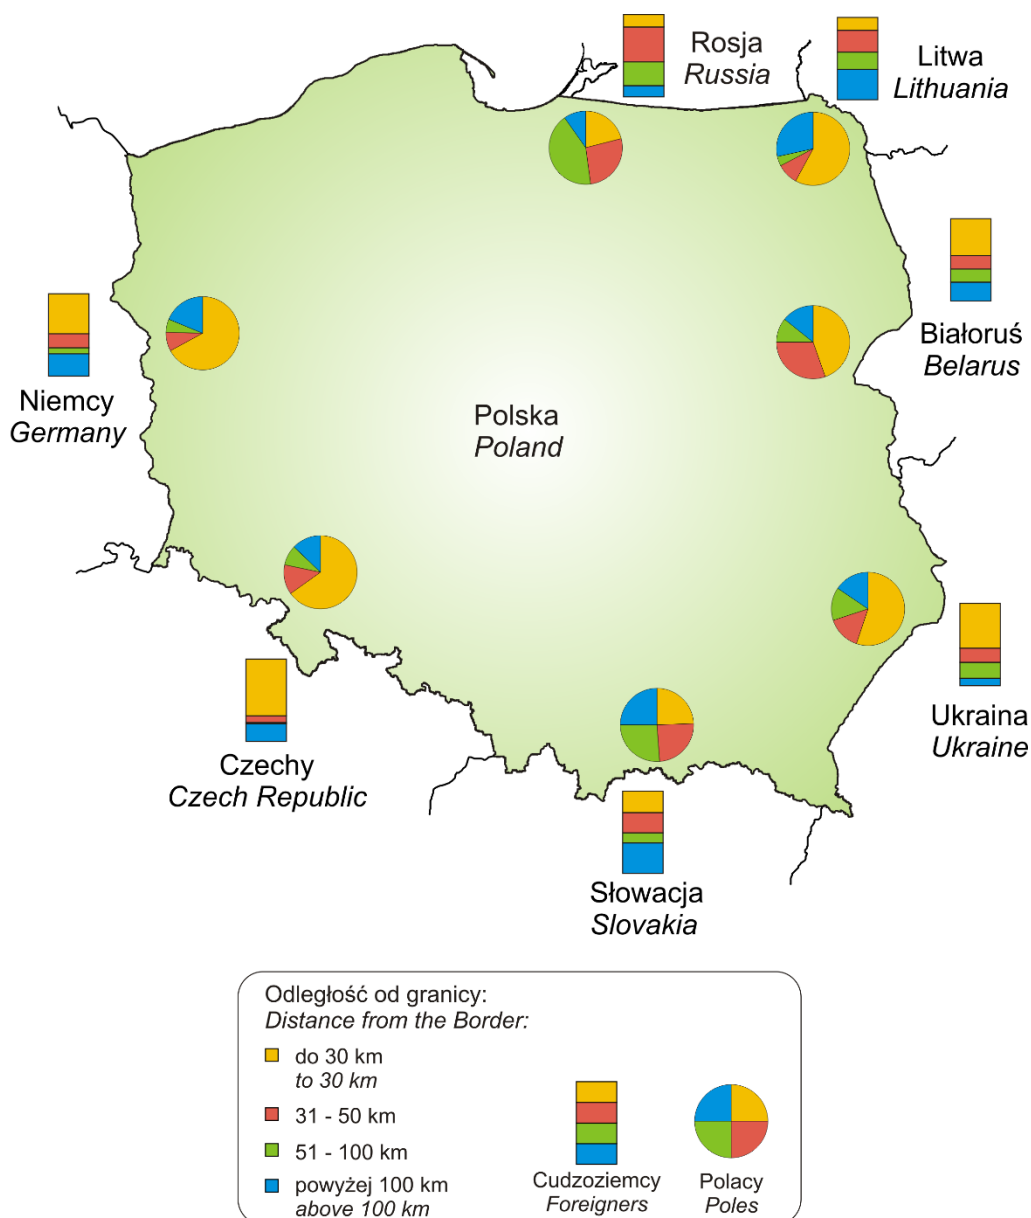 Rosja
Russia
Litwa
Lithuania
Białoruś
Belarus
Niemcy
Germany
Polska
Poland
Ukraina
Ukraine
Czechy
Czech Republic
Słowacja
Slovakia
Odległość od granicy:
Distance from the Border:
do 30 km
to 30 km
31 - 50 km
51 - 100 km
powyżej 100 km
above 100 km
Cudzoziemcy
Foreigners
Polacy
Poles